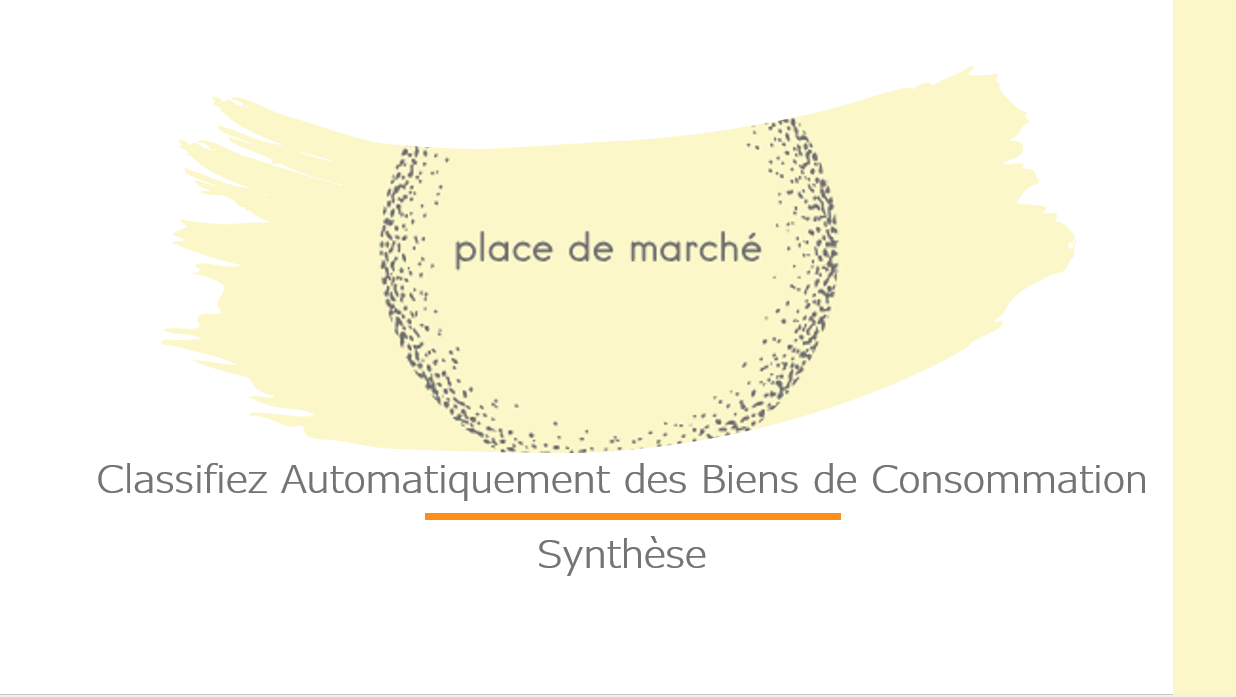 place de marché
Classifiez Automatiquement des Biens de Consommation
Synthèse